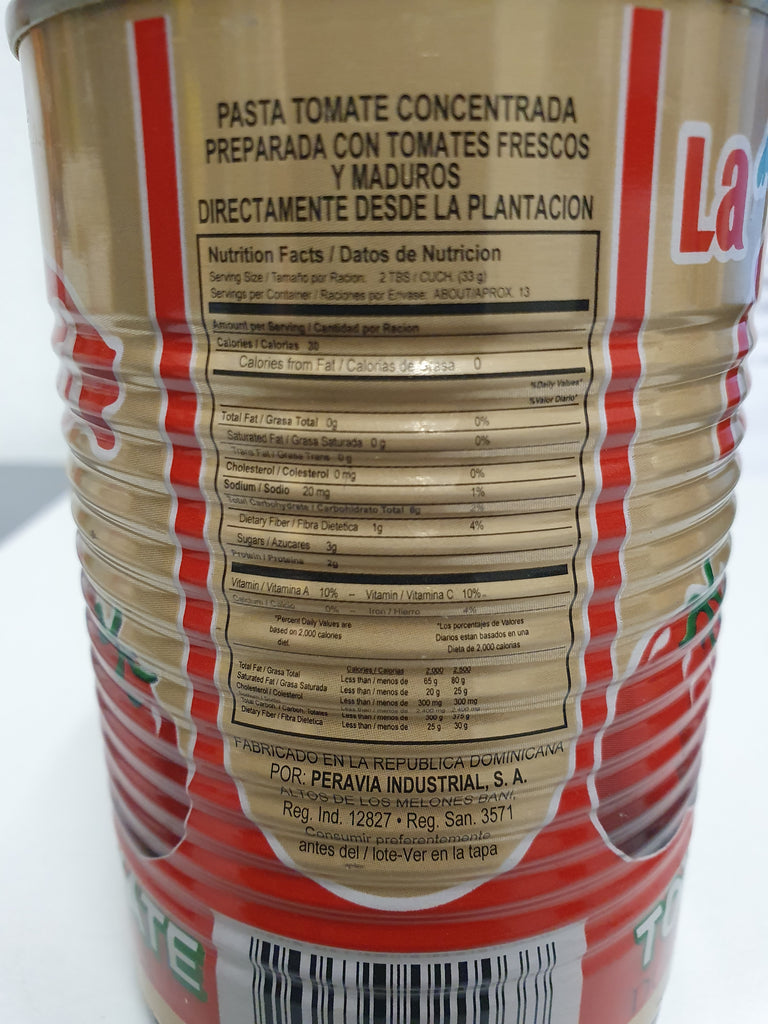 PASTA TOMATE CONCENTRADA
PREPARADA CON TOMATES FRESCOS
Y MADUROS
DIRECTAMENTE DESDE LA PLANTACION
La
Nutrition Facts / Datos de Nutricion
Serving Size / Tamaño por Racion: 2 TBS / CUCH. (33 g)
Servings per Container / Raciones por Envase: ABOUT/APROX. 13
Amount per Serving / Cantidad por Racion
Calories / Calorias 30
Calories from Fat / Calorias de Grasa 0
%Daily Values*
%Valor Diario*
Total Fat / Grasa Total 0g 0%
Saturated Fat / Grasa Saturada 0 g 0%
Trans Fat / Grasa Trans 0 g
Cholesterol / Colesterol 0 mg 0%
Sodium / Sodio 20 mg 1%
Total Carbohydrate / Carbohidrato Total 6g 2%
Dietary Fiber / Fibra Dietetica 1g 4%
Sugars / Azucares 3g
Protein / Proteina 2g
Vitamin / Vitamina A 10% – Vitamin / Vitamina C 10%
Calcium / Calcio 0% – Iron / Hierro 4%
*Percent Daily Values are
based on 2,000 calories
diet.
*Los porcentajes de Valores
Diarios estan basados en una
Dieta de 2,000 calorias
Calories / Calorias 2,000 2,500
Total Fat / Grasa Total Less than / menos de 65 g 80 g
Saturated Fat / Grasa Saturada Less than / menos de 20 g 25 g
Cholesterol / Colesterol Less than / menos de 300 mg 300 mg
Less than / menos de 2,400 mg 2,400 mg
Total Carboh. / Carboh. Totales Less than / menos de 300 g 375 g
Dietary Fiber / Fibra Dietetica Less than / menos de 25 g 30 g
FABRICADO EN LA REPUBLICA DOMINICANA
POR: PERAVIA INDUSTRIAL, S. A.
ALTOS DE LOS MELONES BANI,
Reg. Ind. 12827 • Reg. San. 3571
Consumir preferentemente
antes del / lote-Ver en la tapa
ATE
TO